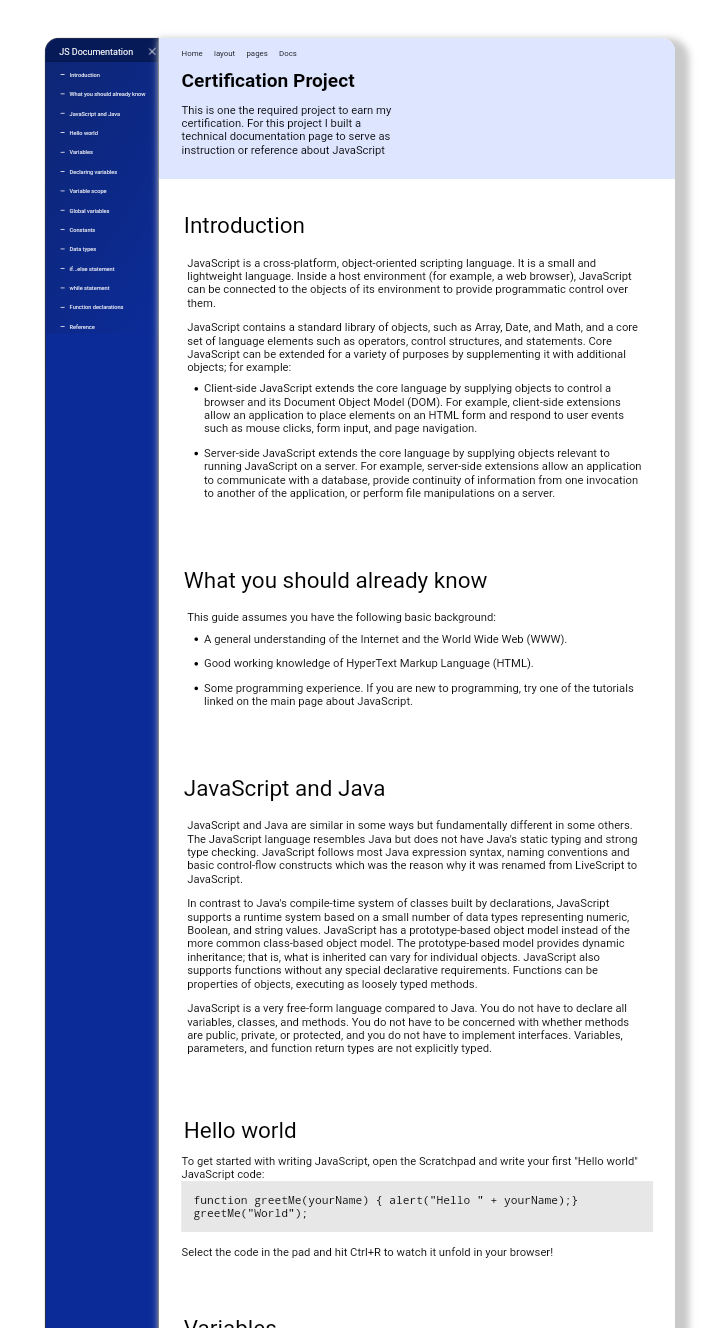 JS Documentation ×
– Introduction
– What you should already know
– JavaScript and Java
– Hello world
– Variables
– Declaring variables
– Variable scope
– Global variables
– Constants
– Data types
– if...else statement
– while statement
– Function declarations
– Reference
Home layout pages Docs
Certification Project
This is one the required project to earn my
certification. For this project I built a
technical documentation page to serve as
instruction or reference about JavaScript
Introduction
JavaScript is a cross-platform, object-oriented scripting language. It is a small and
lightweight language. Inside a host environment (for example, a web browser), JavaScript
can be connected to the objects of its environment to provide programmatic control over
them.
JavaScript contains a standard library of objects, such as Array, Date, and Math, and a core
set of language elements such as operators, control structures, and statements. Core
JavaScript can be extended for a variety of purposes by supplementing it with additional
objects; for example:
• Client-side JavaScript extends the core language by supplying objects to control a
browser and its Document Object Model (DOM). For example, client-side extensions
allow an application to place elements on an HTML form and respond to user events
such as mouse clicks, form input, and page navigation.
• Server-side JavaScript extends the core language by supplying objects relevant to
running JavaScript on a server. For example, server-side extensions allow an application
to communicate with a database, provide continuity of information from one invocation
to another of the application, or perform file manipulations on a server.
What you should already know
This guide assumes you have the following basic background:
• A general understanding of the Internet and the World Wide Web (WWW).
• Good working knowledge of HyperText Markup Language (HTML).
• Some programming experience. If you are new to programming, try one of the tutorials
linked on the main page about JavaScript.
JavaScript and Java
JavaScript and Java are similar in some ways but fundamentally different in some others.
The JavaScript language resembles Java but does not have Java's static typing and strong
type checking. JavaScript follows most Java expression syntax, naming conventions and
basic control-flow constructs which was the reason why it was renamed from LiveScript to
JavaScript.
In contrast to Java's compile-time system of classes built by declarations, JavaScript
supports a runtime system based on a small number of data types representing numeric,
Boolean, and string values. JavaScript has a prototype-based object model instead of the
more common class-based object model. The prototype-based model provides dynamic
inheritance; that is, what is inherited can vary for individual objects. JavaScript also
supports functions without any special declarative requirements. Functions can be
properties of objects, executing as loosely typed methods.
JavaScript is a very free-form language compared to Java. You do not have to declare all
variables, classes, and methods. You do not have to be concerned with whether methods
are public, private, or protected, and you do not have to implement interfaces. Variables,
parameters, and function return types are not explicitly typed.
Hello world
To get started with writing JavaScript, open the Scratchpad and write your first "Hello world"
JavaScript code:
function greetMe(yourName) { alert("Hello " + yourName);}
greetMe("World");
Select the code in the pad and hit Ctrl+R to watch it unfold in your browser!
Variables